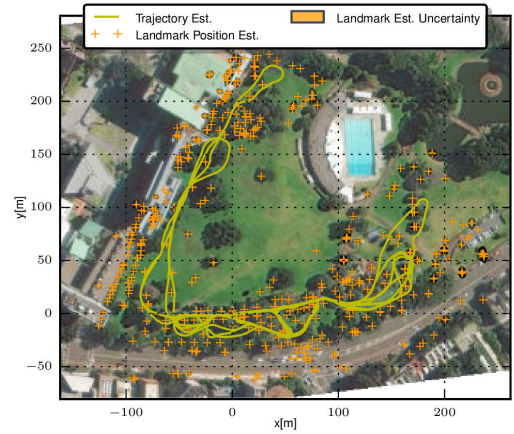 Trajectory Est.
Landmark Position Est.
Landmark Est. Uncertainty
250
200
150
100
50
0
−50
y[m]
−100
0
100
200
x[m]